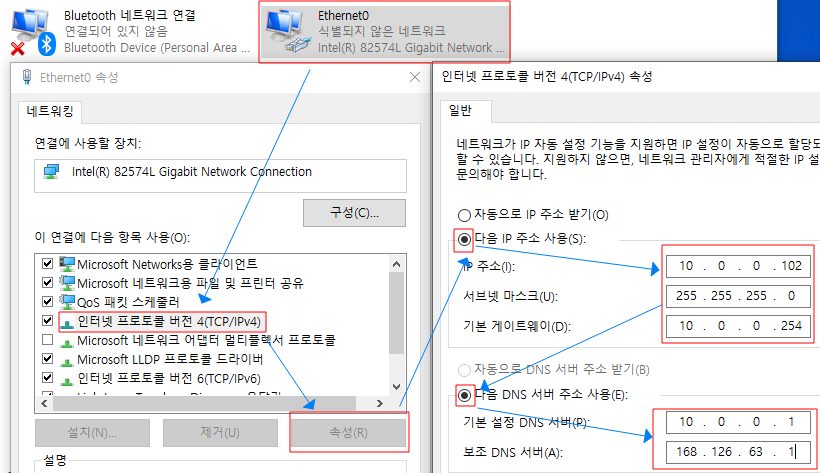 Bluetooth 네트워크 연결
연결되어 있지 않음
Bluetooth Device (Personal Area ...
Ethernet0
식별되지 않은 네트워크
Intel(R) 82574L Gigabit Network ...
Ethernet0 속성
네트워킹
연결에 사용할 장치:
Intel(R) 82574L Gigabit Network Connection
구성(C)...
이 연결에 다음 항목 사용(O):
Microsoft Networks용 클라이언트
Microsoft 네트워크용 파일 및 프린터 공유
QoS 패킷 스케줄러
인터넷 프로토콜 버전 4(TCP/IPv4)
Microsoft 네트워크 어댑터 멀티플렉서 프로토콜
Microsoft LLDP 프로토콜 드라이버
인터넷 프로토콜 버전 6(TCP/IPv6)
설치(N)...
제거(U)
속성(R)
설명
인터넷 프로토콜 버전 4(TCP/IPv4) 속성
일반
네트워크가 IP 자동 설정 기능을 지원하면 IP 설정이 자동으로 할당되
할 수 있습니다. 지원하지 않으면, 네트워크 관리자에게 적절한 IP 설
문의해야 합니다.
자동으로 IP 주소 받기(O)
다음 IP 주소 사용(S):
IP 주소(I):
10 . 0 . 0 . 102
서브넷 마스크(U):
255 . 255 . 255 . 0
기본 게이트웨이(D):
10 . 0 . 0 . 254
자동으로 DNS 서버 주소 받기(B)
다음 DNS 서버 주소 사용(E):
기본 설정 DNS 서버(P):
10 . 0 . 0 . 1
보조 DNS 서버(A):
168 . 126 . 63 . 1